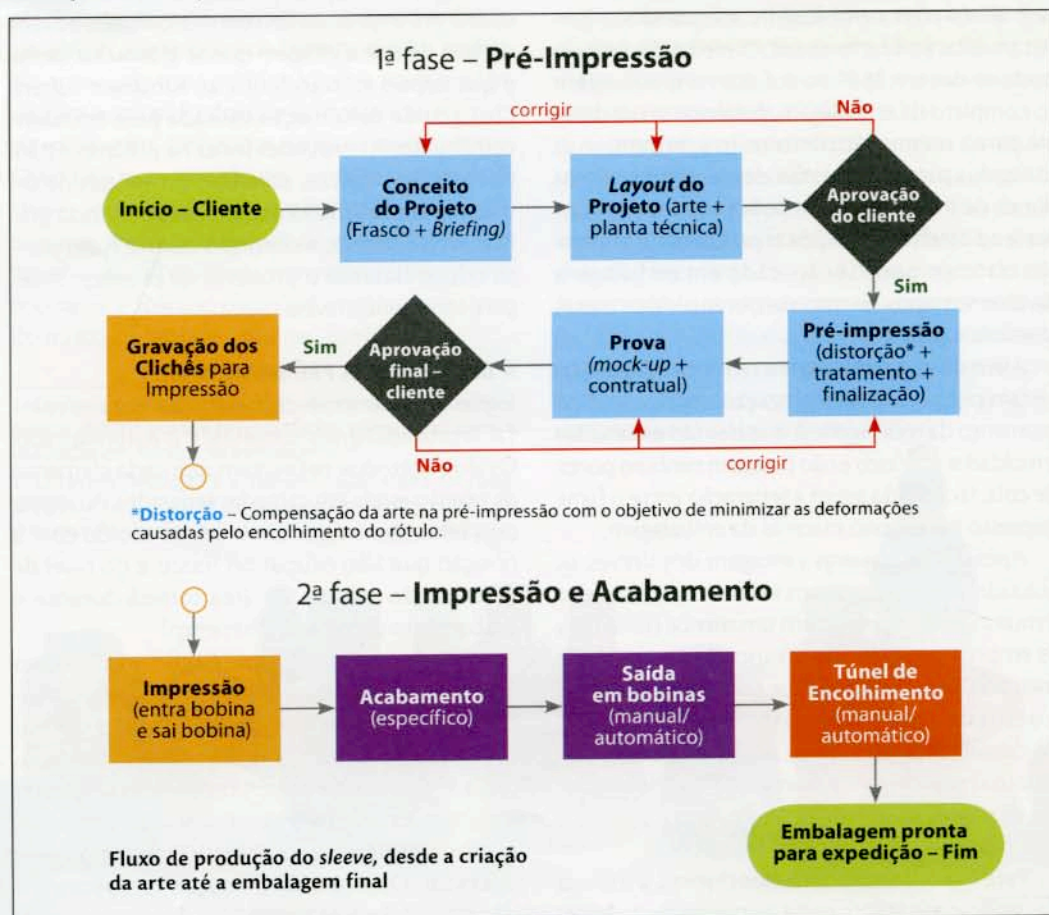 1ª fase – Pré-Impressão
corrigir
Não
Início – Cliente
Conceito
do Projeto
(Frasco + Briefing)
Layout do
Projeto (arte +
planta técnica)
Aprovação
do cliente
Sim
Pré-impressão
(distorção* +
tratamento +
finalização)
Prova
(mock-up +
contratual)
Aprovação
final –
cliente
Sim
Gravação dos
Clichês para
Impressão
Não
corrigir
*Distorção – Compensação da arte na pré-impressão com o objetivo de minimizar as deformações
causadas pelo encolhimento do rótulo.
2ª fase – Impressão e Acabamento
Impressão
(entra bobina
e sai bobina)
Acabamento
(específico)
Saída
em bobinas
(manual/
automático)
Túnel de
Encolhimento
(manual/
automático)
Embalagem pronta
para expedição – Fim
Fluxo de produção do sleeve, desde a criação
da arte até a embalagem final